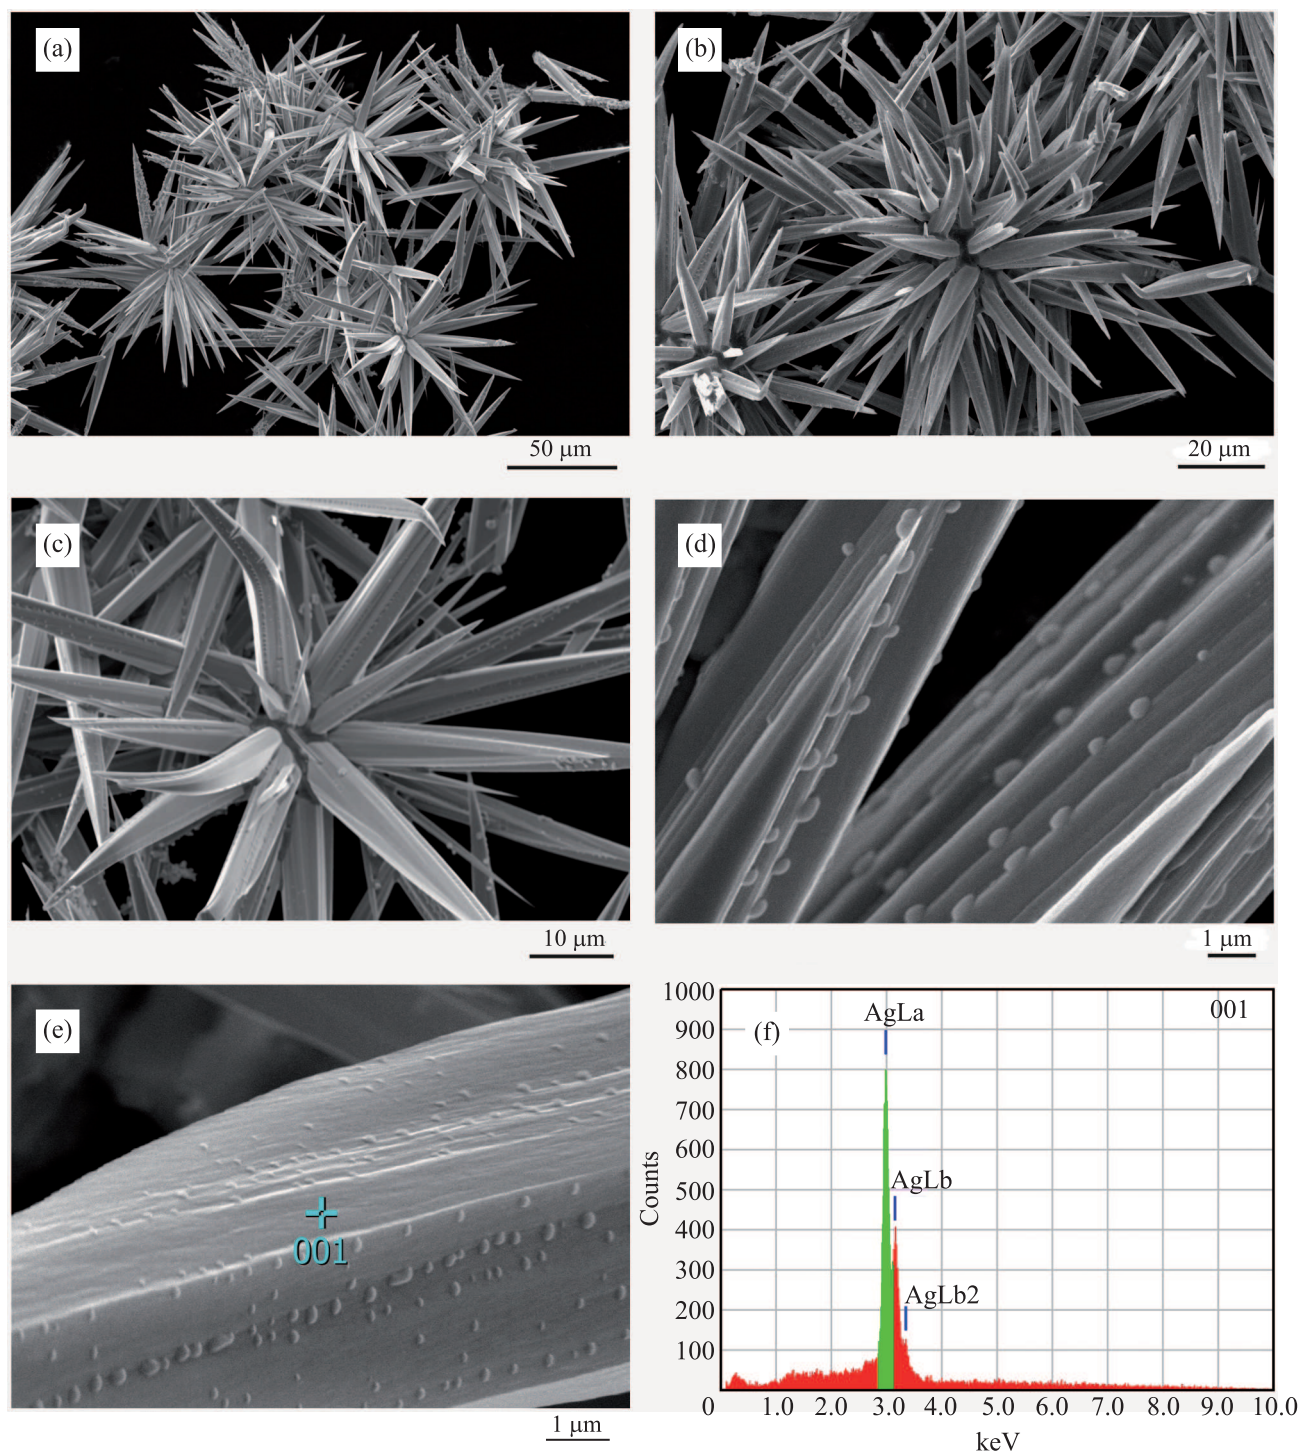 (a)
(b)
50 μm
20 μm
(c)
(d)
10 μm
1 μm
(e)
001
1 μm
(f)
001
AgLa
AgLb
AgLb2
1000
900
800
700
600
500
400
300
200
100
Counts
0 1.0 2.0 3.0 4.0 5.0 6.0 7.0 8.0 9.0 10.0
keV